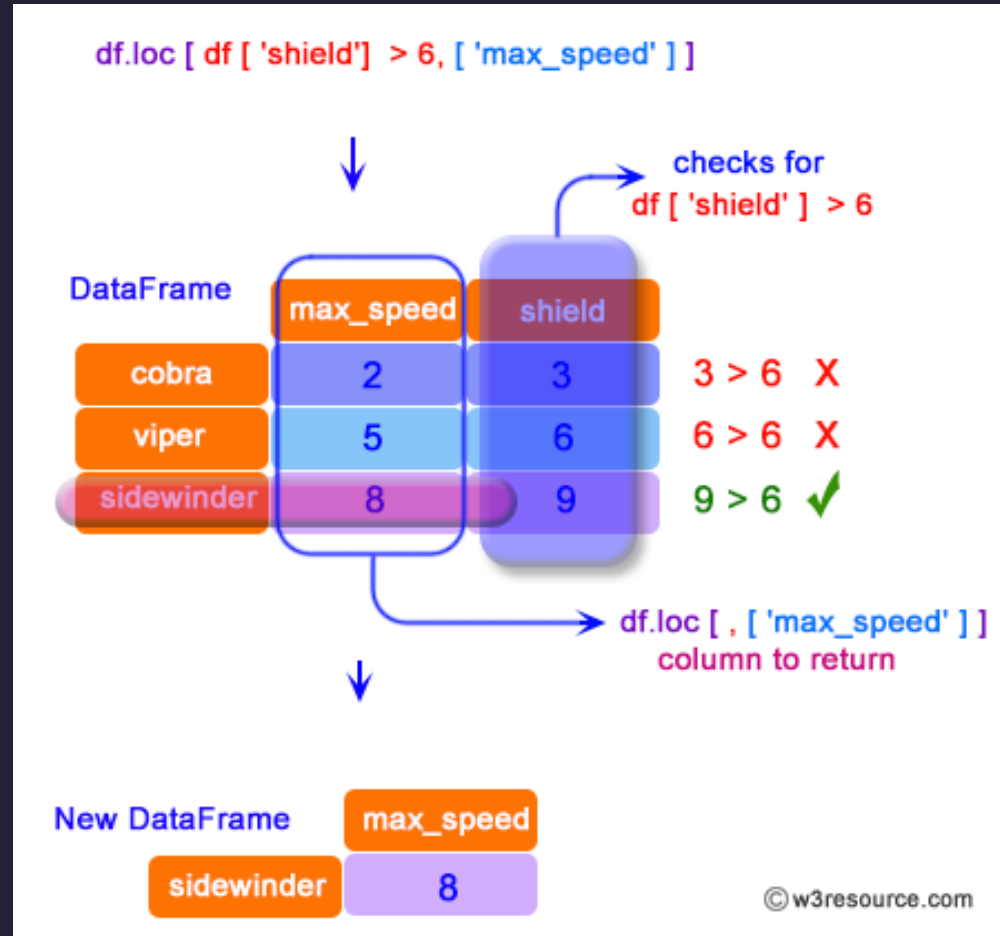 df.loc [ df [ 'shield'] > 6, [ 'max_speed' ] ]
checks for
df [ 'shield' ] > 6
DataFrame
max_speed shield
cobra 2 3 3 > 6 X
viper 5 6 6 > 6 X
sidewinder 8 9 9 > 6 ✓
df.loc [ , [ 'max_speed' ] ]
column to return
New DataFrame
max_speed
sidewinder 8
©w3resource.com